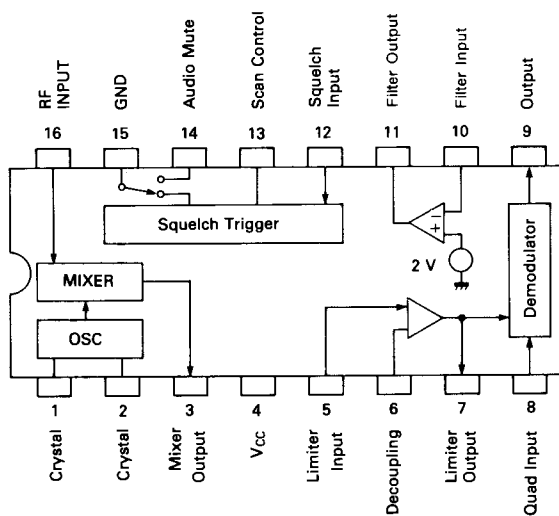 RF
INPUT
GND
Audio Mute
Scan Control
Squelch
Input
Filter Output
Filter Input
Output
16
15
14
13
12
11
10
9
Squelch Trigger
− +
2 V
MIXER
OSC
Demodulator
1
2
3
4
5
6
7
8
Crystal
Crystal
Mixer
Output
VCC
Limiter
Input
Decoupling
Limiter
Output
Quad Input